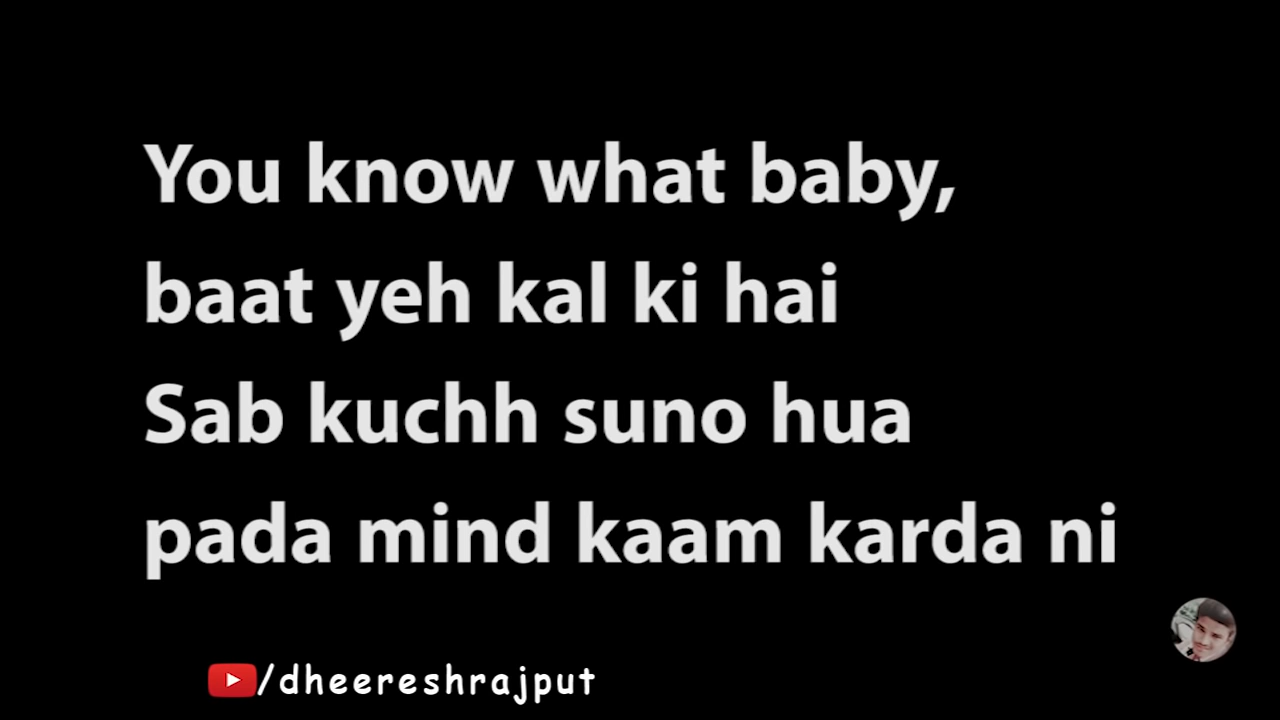 You know what baby,
baat yeh kal ki hai
Sab kuchh suno hua
pada mind kaam karda ni
/dheereshrajput